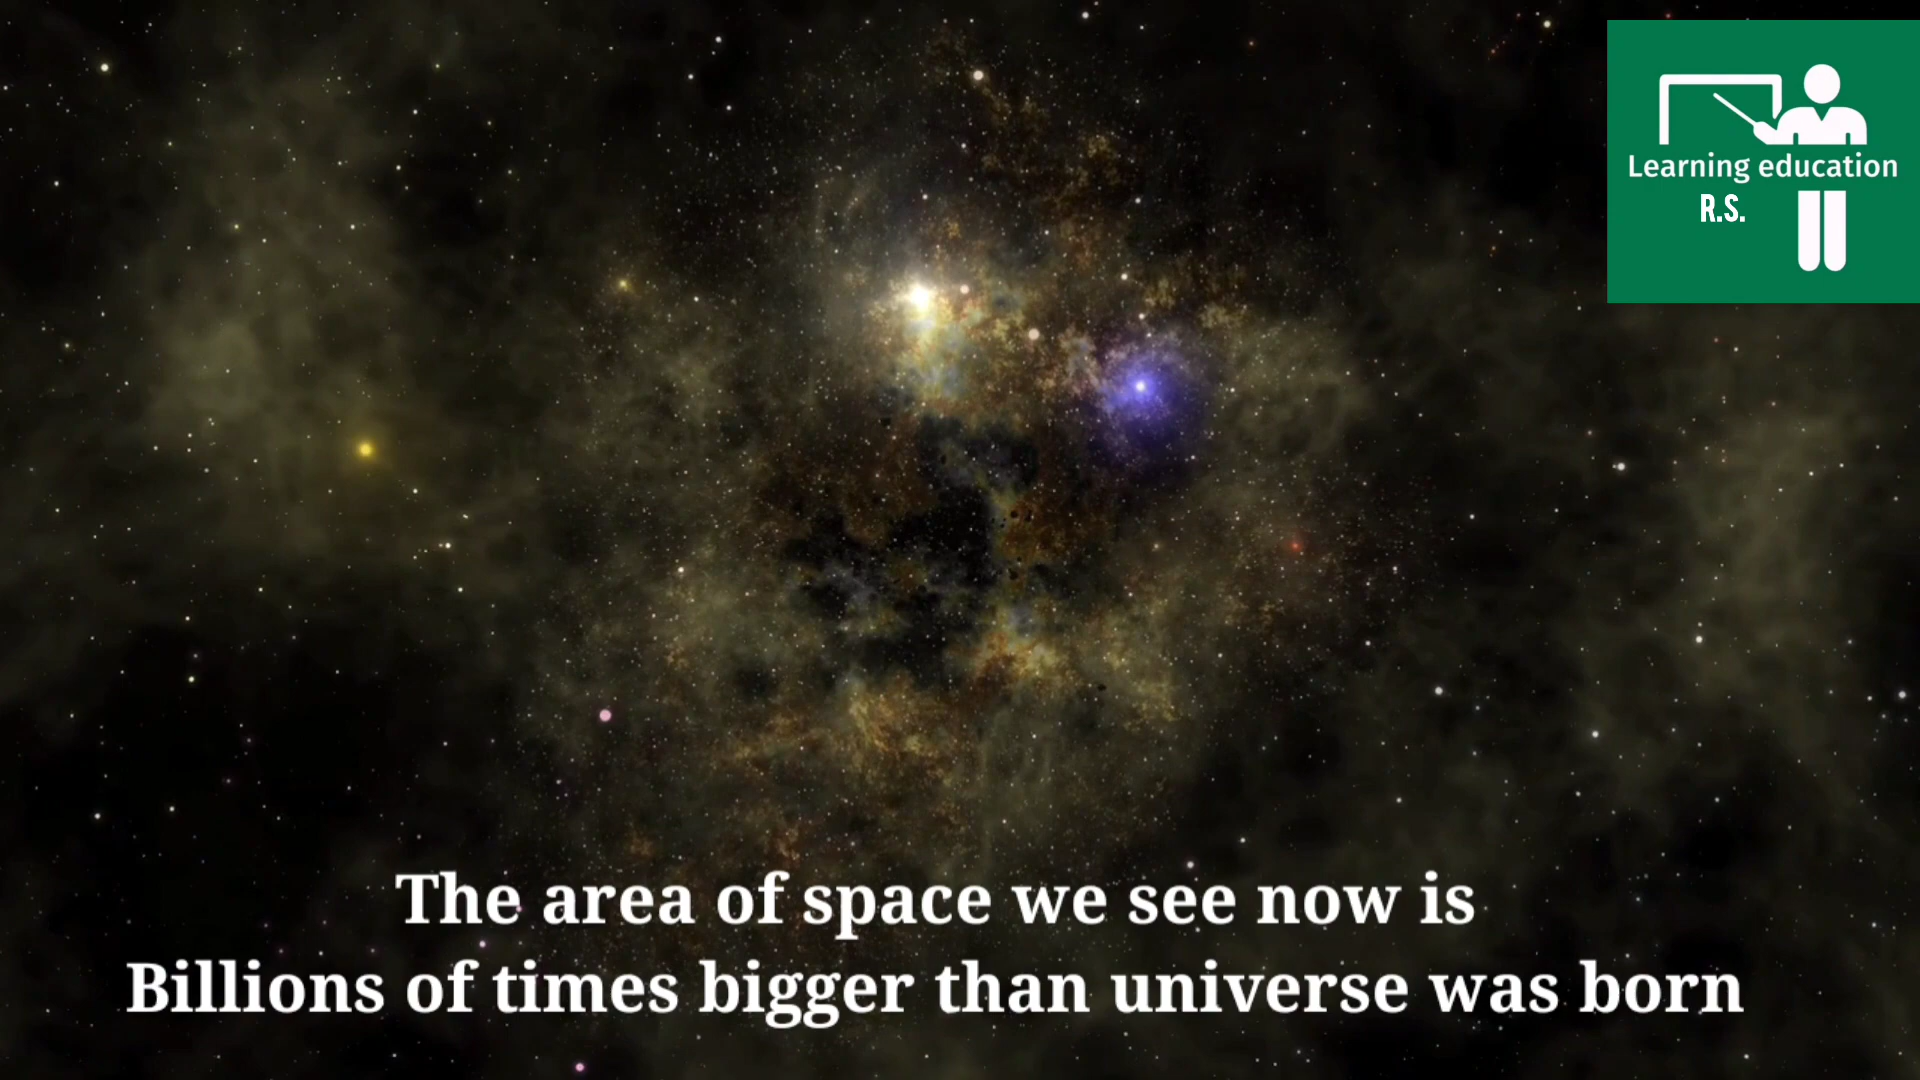 Learning education
R.S.
The area of space we see now is
Billions of times bigger than universe was born